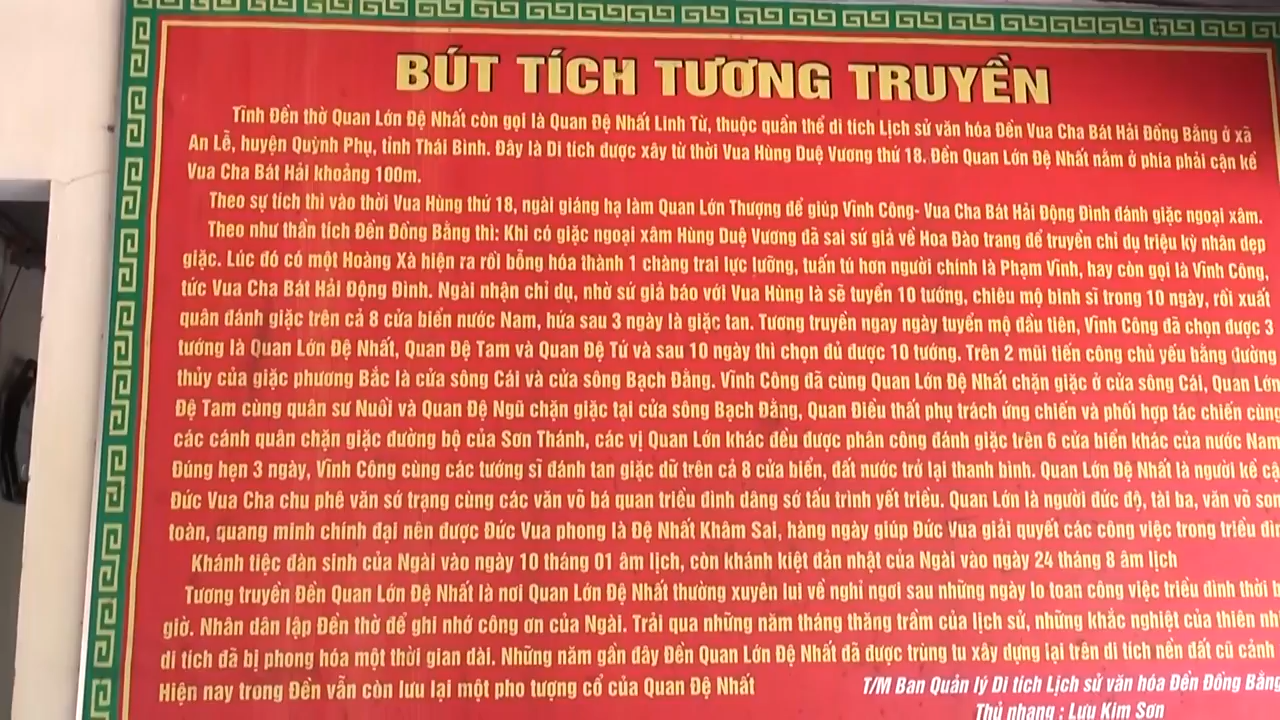 BÚT TÍCH TƯƠNG TRUYỀN
Tĩnh Đền thờ Quan Lớn Đệ Nhất còn gọi là Quan Đệ Nhất Linh Từ, thuộc quần thể di tích Lịch sử văn hóa Đền Vua Cha Bát Hải Đồng Bằng ở xã
An Lễ, huyện Quỳnh Phụ, tỉnh Thái Bình. Đây là Di tích được xây từ thời Vua Hùng Duệ Vương thứ 18. Đền Quan Lớn Đệ Nhất nằm ở phía phải cận kề
Vua Cha Bát Hải khoảng 100m.
Theo sự tích thì vào thời Vua Hùng thứ 18, ngài giáng hạ làm Quan Lớn Thượng để giúp Vĩnh Công- Vua Cha Bát Hải Động Đình đánh giặc ngoại xâm.
Theo như thần tích Đền Đồng Bằng thì: Khi có giặc ngoại xâm Hùng Duệ Vương đã sai sứ giả về Hoa Đào trang để truyền chỉ dụ triệu kỳ nhân dẹp
giặc. Lúc đó có một Hoàng Xà hiện ra rồi bỗng hóa thành 1 chàng trai lực lưỡng, tuấn tú hơn người chính là Phạm Vĩnh, hay còn gọi là Vĩnh Công,
tức Vua Cha Bát Hải Động Đình. Ngài nhận chỉ dụ, nhờ sứ giả báo với Vua Hùng là sẽ tuyển 10 tướng, chiêu mộ binh sĩ trong 10 ngày, rồi xuất
quân đánh giặc trên cả 8 cửa biển nước Nam, hứa sau 3 ngày là giặc tan. Tương truyền ngay ngày tuyển mộ đầu tiên, Vĩnh Công đã chọn được 3
tướng là Quan Lớn Đệ Nhất, Quan Đệ Tam và Quan Đệ Tứ và sau 10 ngày thì chọn đủ được 10 tướng. Trên 2 mũi tiến công chủ yếu bằng đường
thủy của giặc phương Bắc là cửa sông Cái và cửa sông Bạch Đằng. Vĩnh Công đã cùng Quan Lớn Đệ Nhất chặn giặc ở cửa sông Cái, Quan Lớn
Đệ Tam cùng quân sư Nuồi và Quan Đệ Ngũ chặn giặc tại cửa sông Bạch Đằng, Quan Điều thất phụ trách ứng chiến và phối hợp tác chiến cùng
các cánh quân chặn giặc đường bộ của Sơn Thánh, các vị Quan Lớn khác đều được phân công đánh giặc trên 6 cửa biển khác của nước Nam
Đúng hẹn 3 ngày, Vĩnh Công cùng các tướng sĩ đánh tan giặc dữ trên cả 8 cửa biển, đất nước trở lại thanh bình. Quan Lớn Đệ Nhất là người kề
Đức Vua Cha chu phê văn sớ trạng cùng các văn võ bá quan triều đình dâng sớ tấu trình yết triều. Quan Lớn là người đức độ, tài ba, văn võ
toàn, quang minh chính đại nên được Đức Vua phong là Đệ Nhất Khâm Sai, hàng ngày giúp Đức Vua giải quyết các công việc trong triều
Khánh tiệc đàn sinh của Ngài vào ngày 10 tháng 01 âm lịch, còn khánh kiệt đản nhật của Ngài vào ngày 24 tháng 8 âm lịch
Tương truyền Đền Quan Lớn Đệ Nhất là nơi Quan Lớn Đệ Nhất thường xuyên lui về nghỉ ngơi sau những ngày lo toan công việc triều đình thời
giờ. Nhân dân lập Đền thờ để ghi nhớ công ơn của Ngài. Trải qua những năm tháng thăng trầm của lịch sử, những khắc nghiệt của thiên
di tích đã bị phong hóa một thời gian dài. Những năm gần đây Đền Quan Lớn Đệ Nhất đã được trùng tu xây dựng lại trên di tích nền đất cũ cảnh
Hiện nay trong Đền vẫn còn lưu lại một pho tượng cổ của Quan Đệ Nhất
T/M Ban Quản lý Di tích Lịch sử văn hóa Đền Đồng Bằng
Thủ nhang : Lưu Kim Sơn